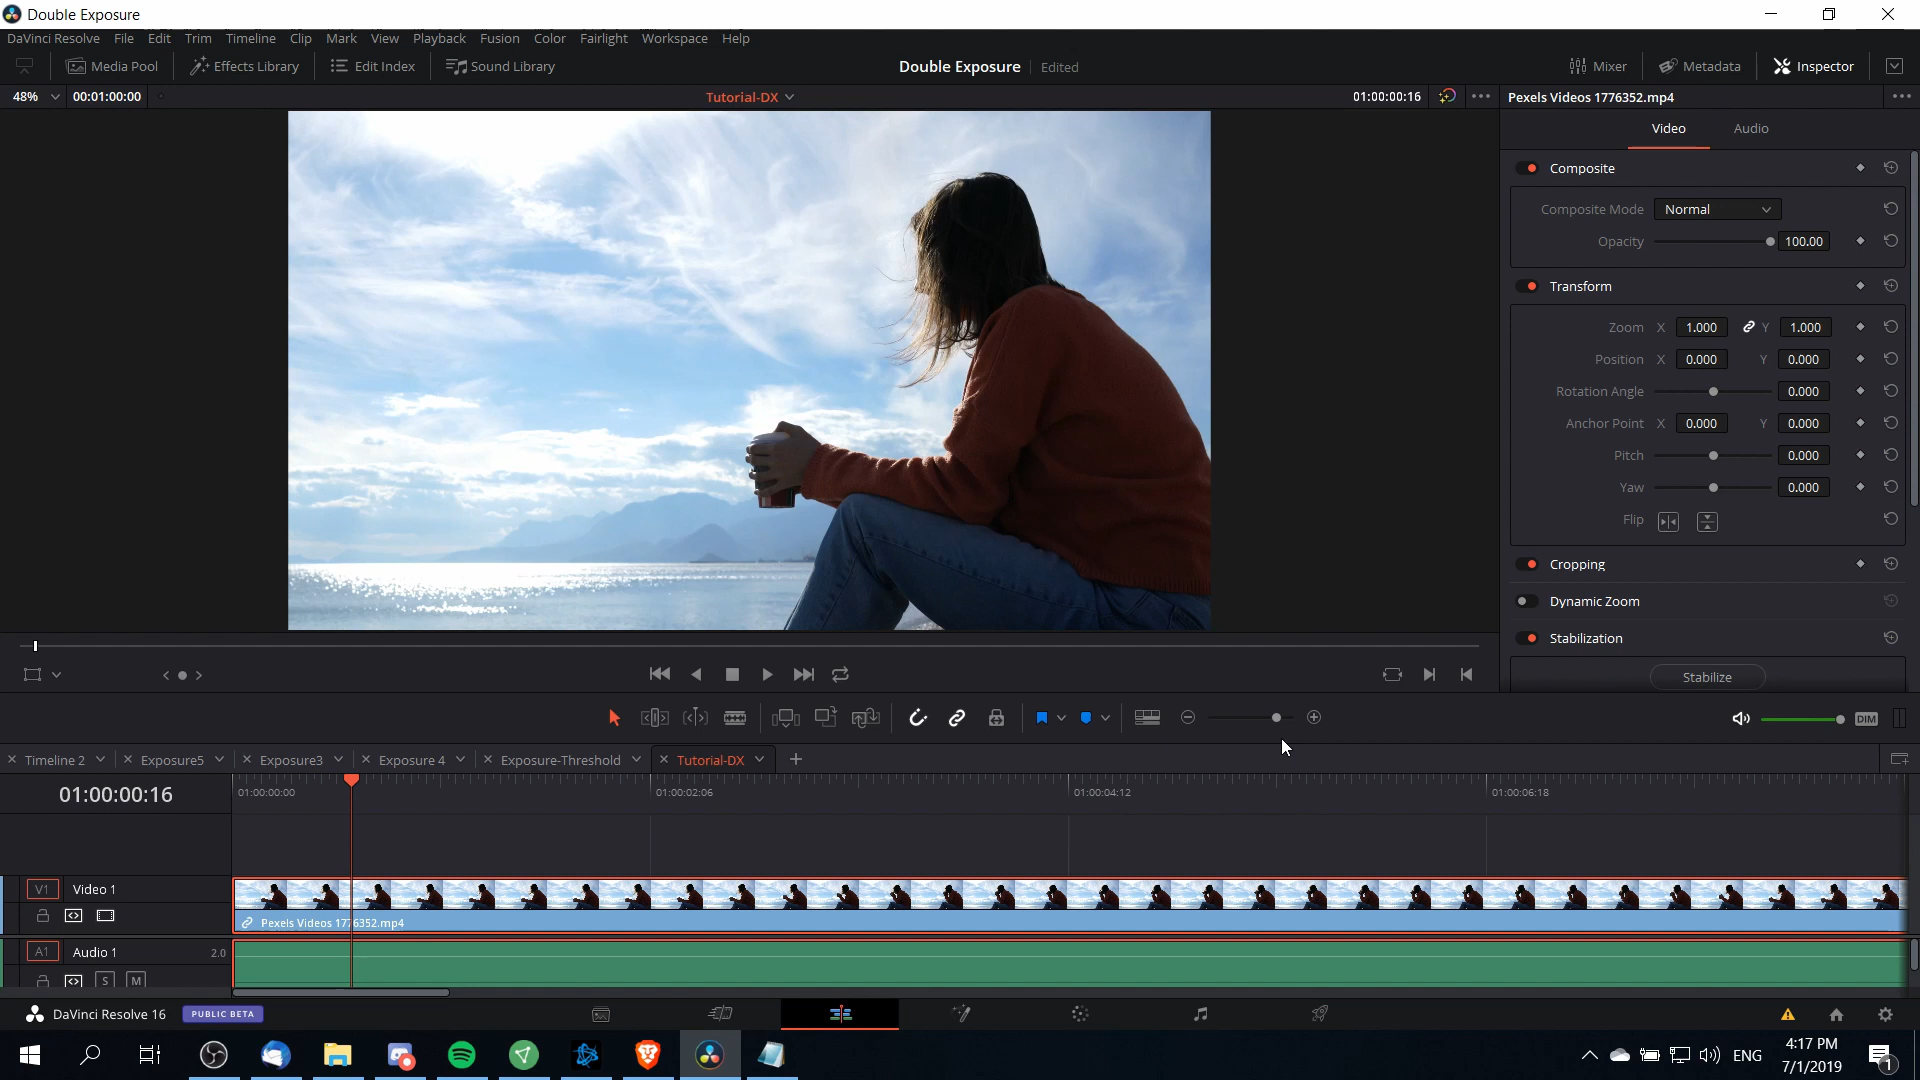 Double Exposure
DaVinci Resolve File Edit Trim Timeline Clip Mark View Playback Fusion Color Fairlight Workspace Help
Media Pool Effects Library Edit Index Sound Library Double Exposure Edited Mixer Metadata Inspector
48% 00:01:00:00 Tutorial-DX 01:00:00:16 Pexels Videos 1776352.mp4
Video Audio
Composite
Composite Mode Normal
Opacity 100.00
Transform
Zoom X 1.000 Y 1.000
Position X 0.000 Y 0.000
Rotation Angle 0.000
Anchor Point X 0.000 Y 0.000
Pitch 0.000
Yaw 0.000
Flip
Cropping
Dynamic Zoom
Stabilization
Stabilize
DIM
Timeline 2 Exposure5 Exposure3 Exposure 4 Exposure-Threshold Tutorial-DX
01:00:00:16 01:00:00:00 01:00:02:06 01:00:04:12 01:00:06:18
V1 Video 1
Pexels Videos 1776352.mp4
A1 Audio 1 2.0
S M
DaVinci Resolve 16 PUBLIC BETA
ENG 4:17 PM
7/1/2019
1